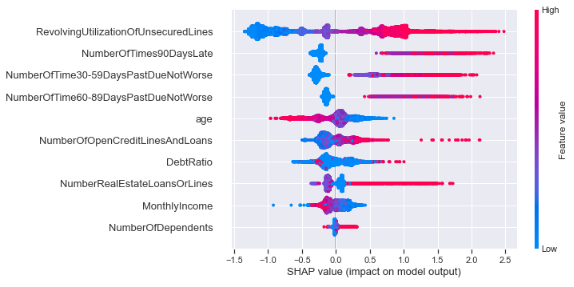 High
RevolvingUtilizationOfUnsecuredLines
NumberOfTimes90DaysLate
NumberOfTime30-59DaysPastDueNotWorse
NumberOfTime60-89DaysPastDueNotWorse
age
NumberOfOpenCreditLinesAndLoans
DebtRatio
NumberRealEstateLoansOrLines
MonthlyIncome
NumberOfDependents
Feature value
Low
−1.5 −1.0 −0.5 0.0 0.5 1.0 1.5 2.0 2.5
SHAP value (impact on model output)